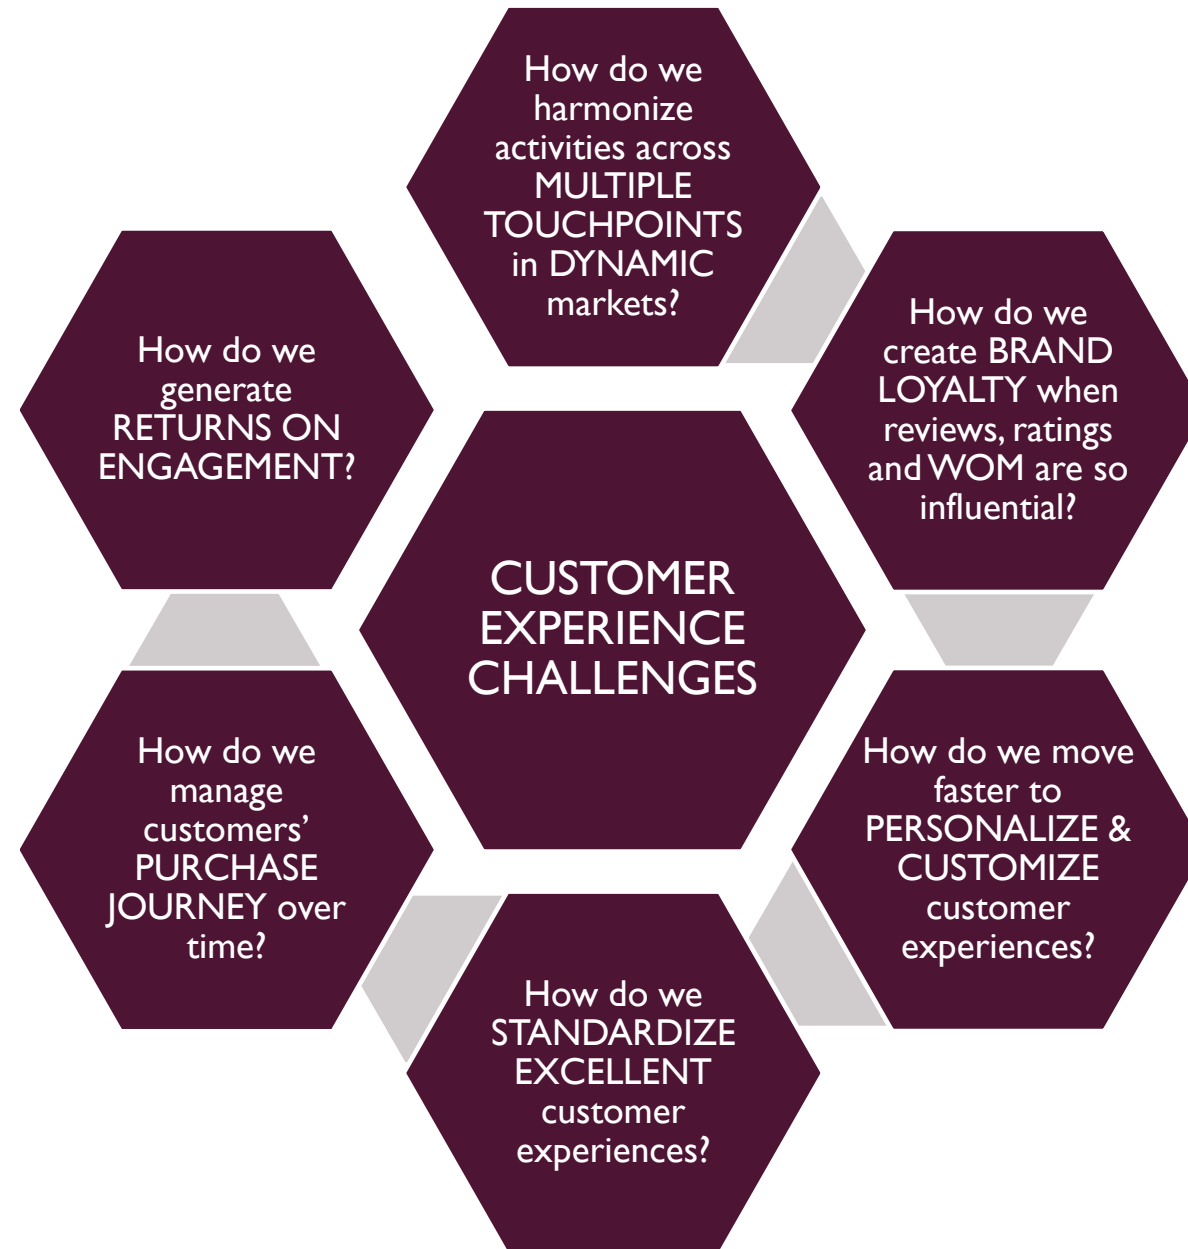 How do we
harmonize
activities across
MULTIPLE
TOUCHPOINTS
in DYNAMIC
markets?
How do we
create BRAND
LOYALTY when
reviews, ratings
and WOM are so
influential?
How do we move
faster to
PERSONALIZE &
CUSTOMIZE
customer
experiences?
How do we
STANDARDIZE
EXCELLENT
customer
experiences?
How do we
manage
customers’
PURCHASE
JOURNEY over
time?
How do we
generate
RETURNS ON
ENGAGEMENT?
CUSTOMER
EXPERIENCE
CHALLENGES